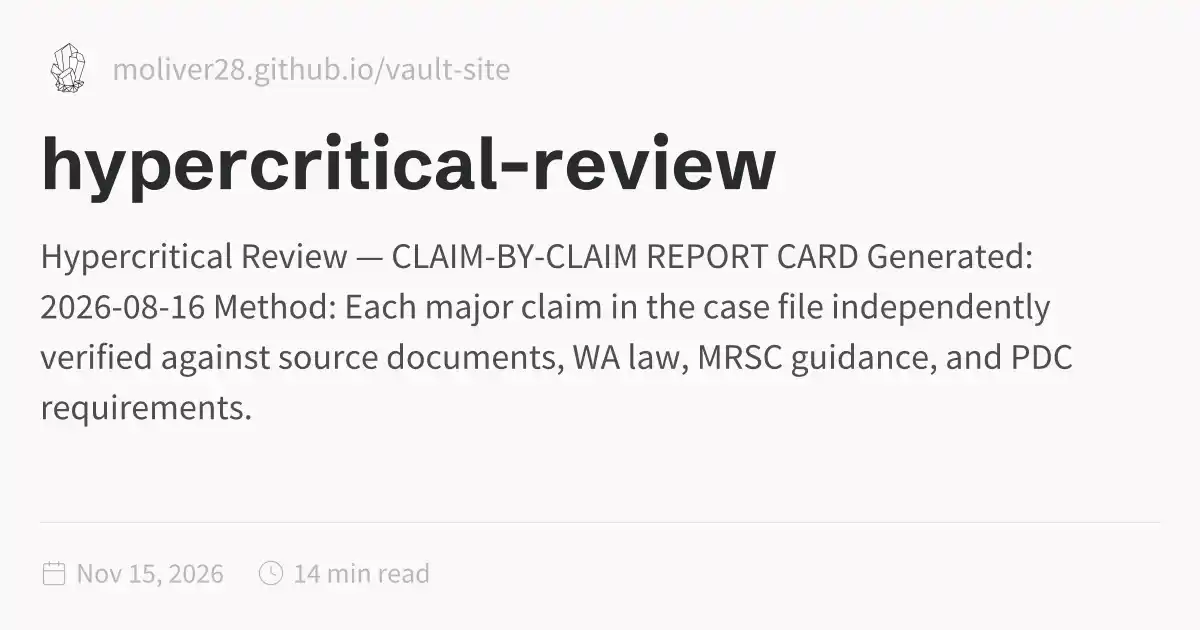 moliver28.github.io/vault-site
hypercritical-review
Hypercritical Review — CLAIM-BY-CLAIM REPORT CARD Generated:
2026-08-16 Method: Each major claim in the case file independently
verified against source documents, WA law, MRSC guidance, and PDC
requirements.
Nov 15, 2026 14 min read